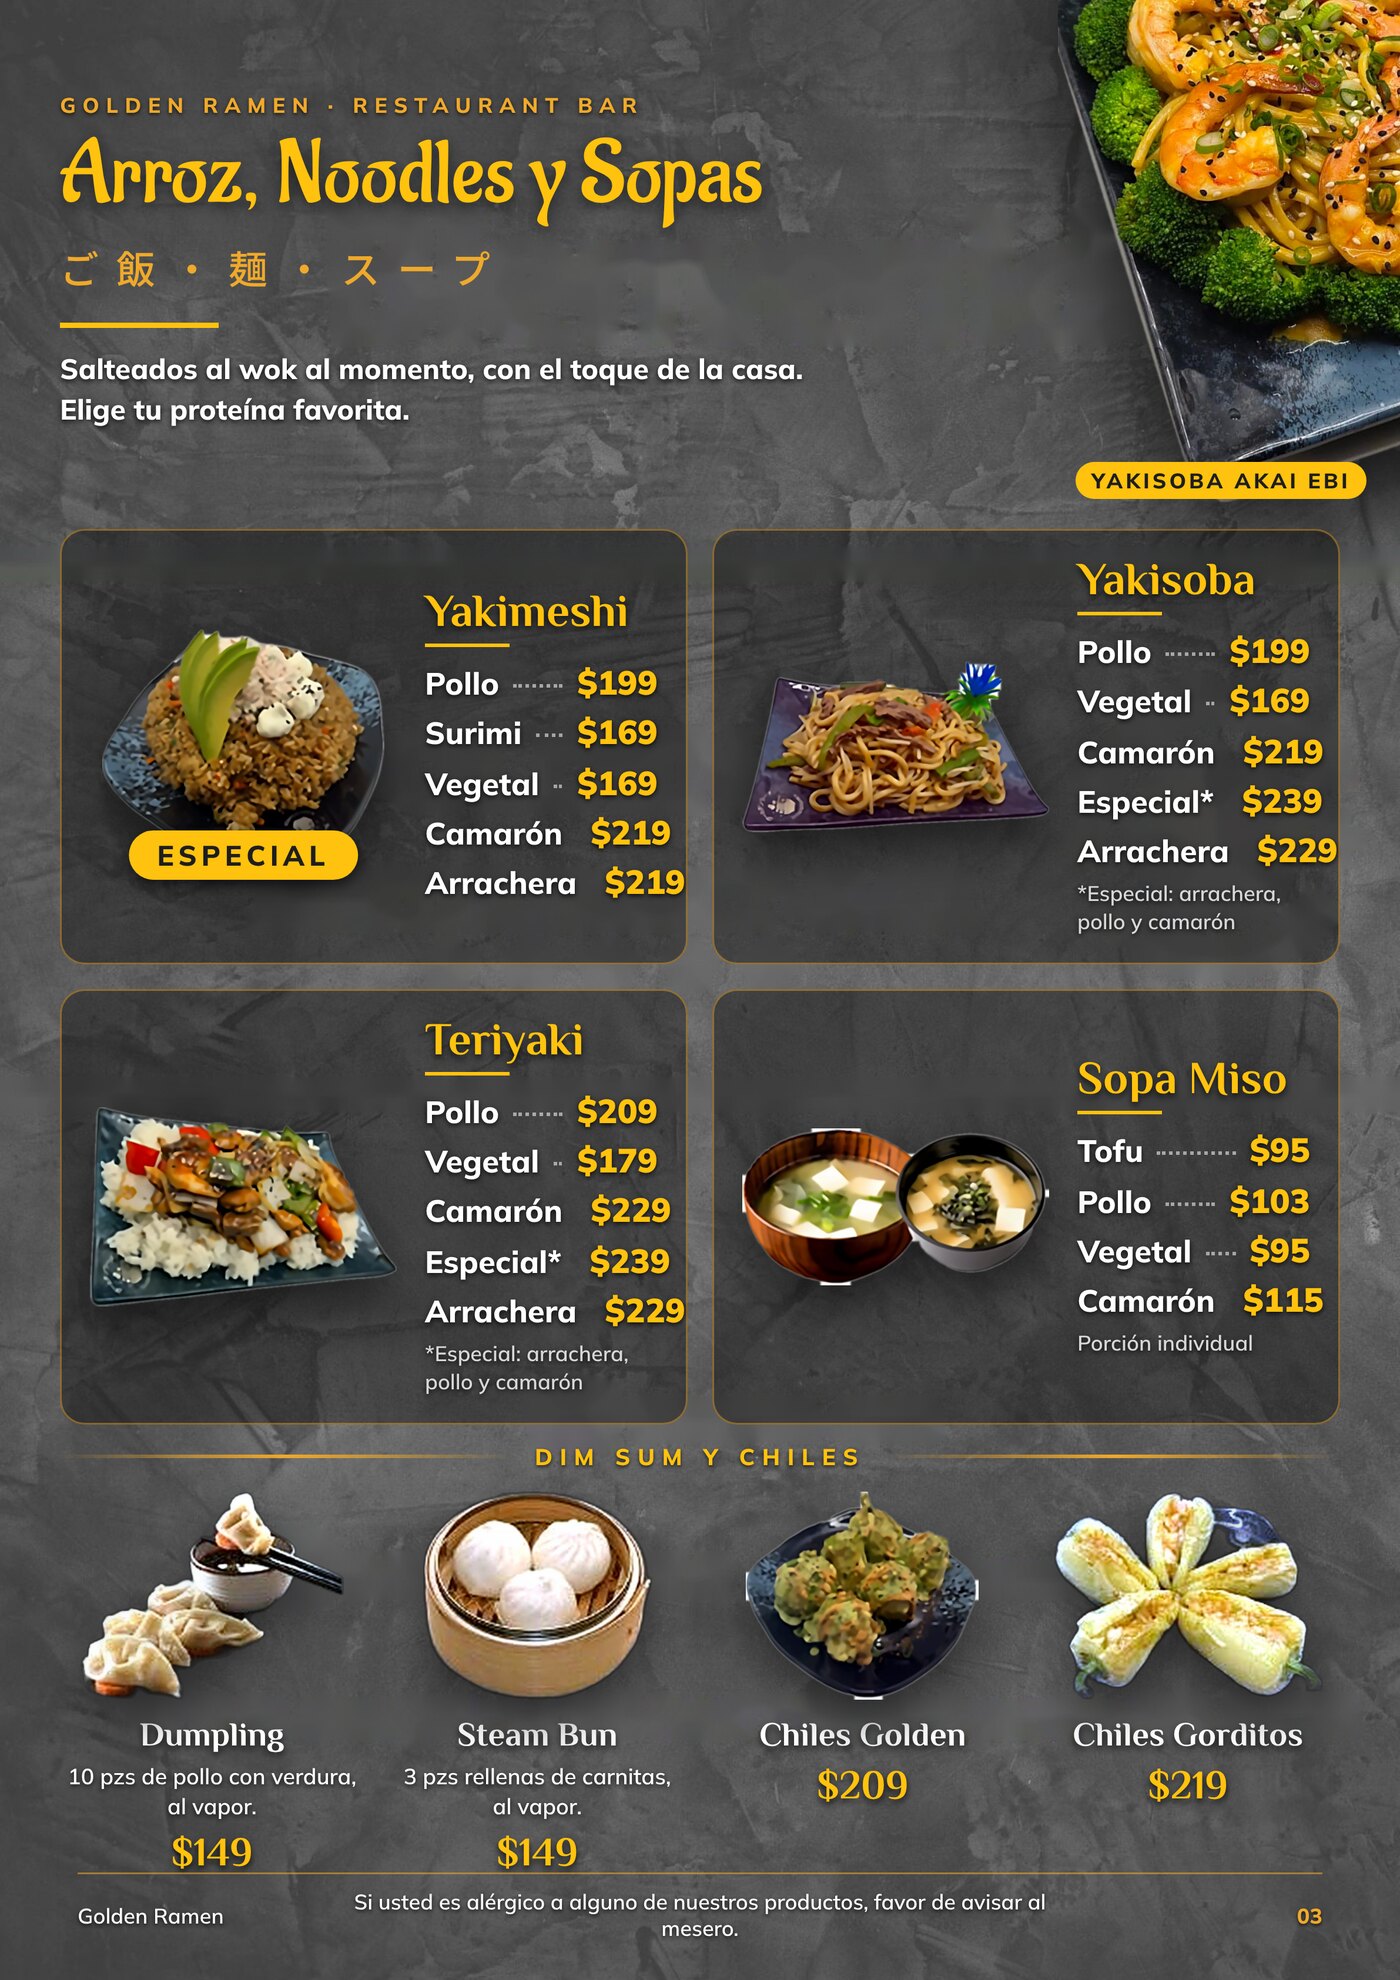 GOLDEN RAMEN · RESTAURANT BAR
Arroz, Noodles y Sopas
ご飯・麺・スープ
Salteados al wok al momento, con el toque de la casa.
Elige tu proteína favorita.
YAKISOBA AKAI EBI
Yakimeshi
Pollo $199
Surimi $169
Vegetal $169
Camarón $219
Arrachera $219
ESPECIAL
Yakisoba
Pollo $199
Vegetal $169
Camarón $219
Especial* $239
Arrachera $229
*Especial: arrachera,
pollo y camarón
Teriyaki
Pollo $209
Vegetal $179
Camarón $229
Especial* $239
Arrachera $229
*Especial: arrachera,
pollo y camarón
Sopa Miso
Tofu $95
Pollo $103
Vegetal $95
Camarón $115
Porción individual
DIM SUM Y CHILES
Dumpling
10 pzs de pollo con verdura,
al vapor.
$149
Steam Bun
3 pzs rellenas de carnitas,
al vapor.
$149
Chiles Golden
$209
Chiles Gorditos
$219
Golden Ramen
Si usted es alérgico a alguno de nuestros productos, favor de avisar al
mesero.
03